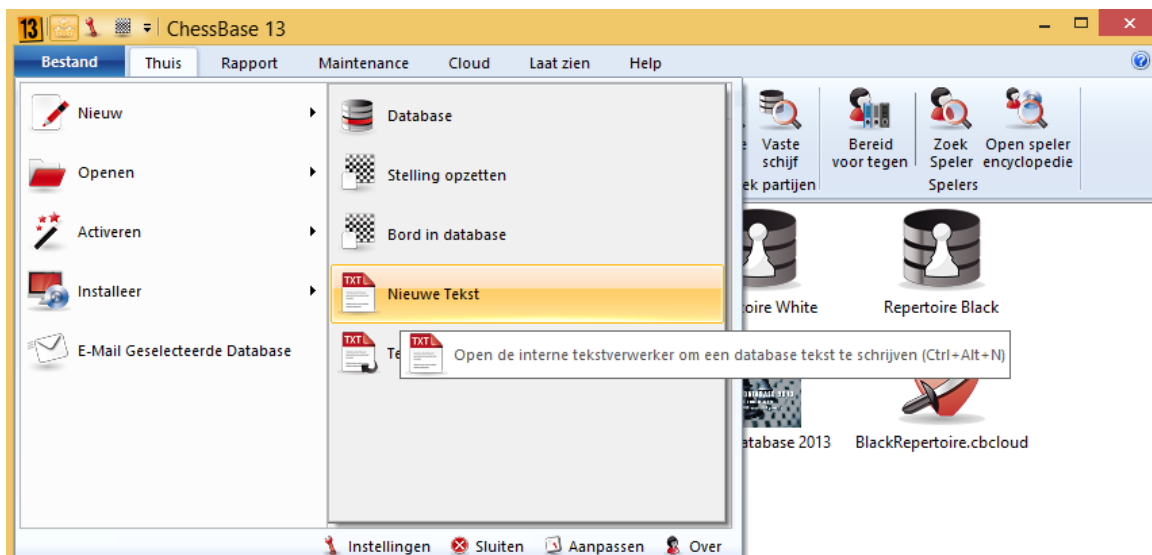 13 ChessBase 13
Bestand Thuis Rapport Maintenance Cloud Laat zien Help
Nieuw
Openen
Activeren
Installeer
E-Mail Geselecteerde Database
Database
Stelling opzetten
Bord in database
TXT Nieuwe Tekst
TXT Te
TXT Open de interne tekstverwerker om een database tekst te schrijven (Ctrl+Alt+N)
Vaste
schijf
ek partijen
Bereid
voor tegen
Zoek
Speler
Open speler
encyclopedie
Spelers
oire White
Repertoire Black
atabase 2013
BlackRepertoire.cbcloud
Instellingen Sluiten Aanpassen Over